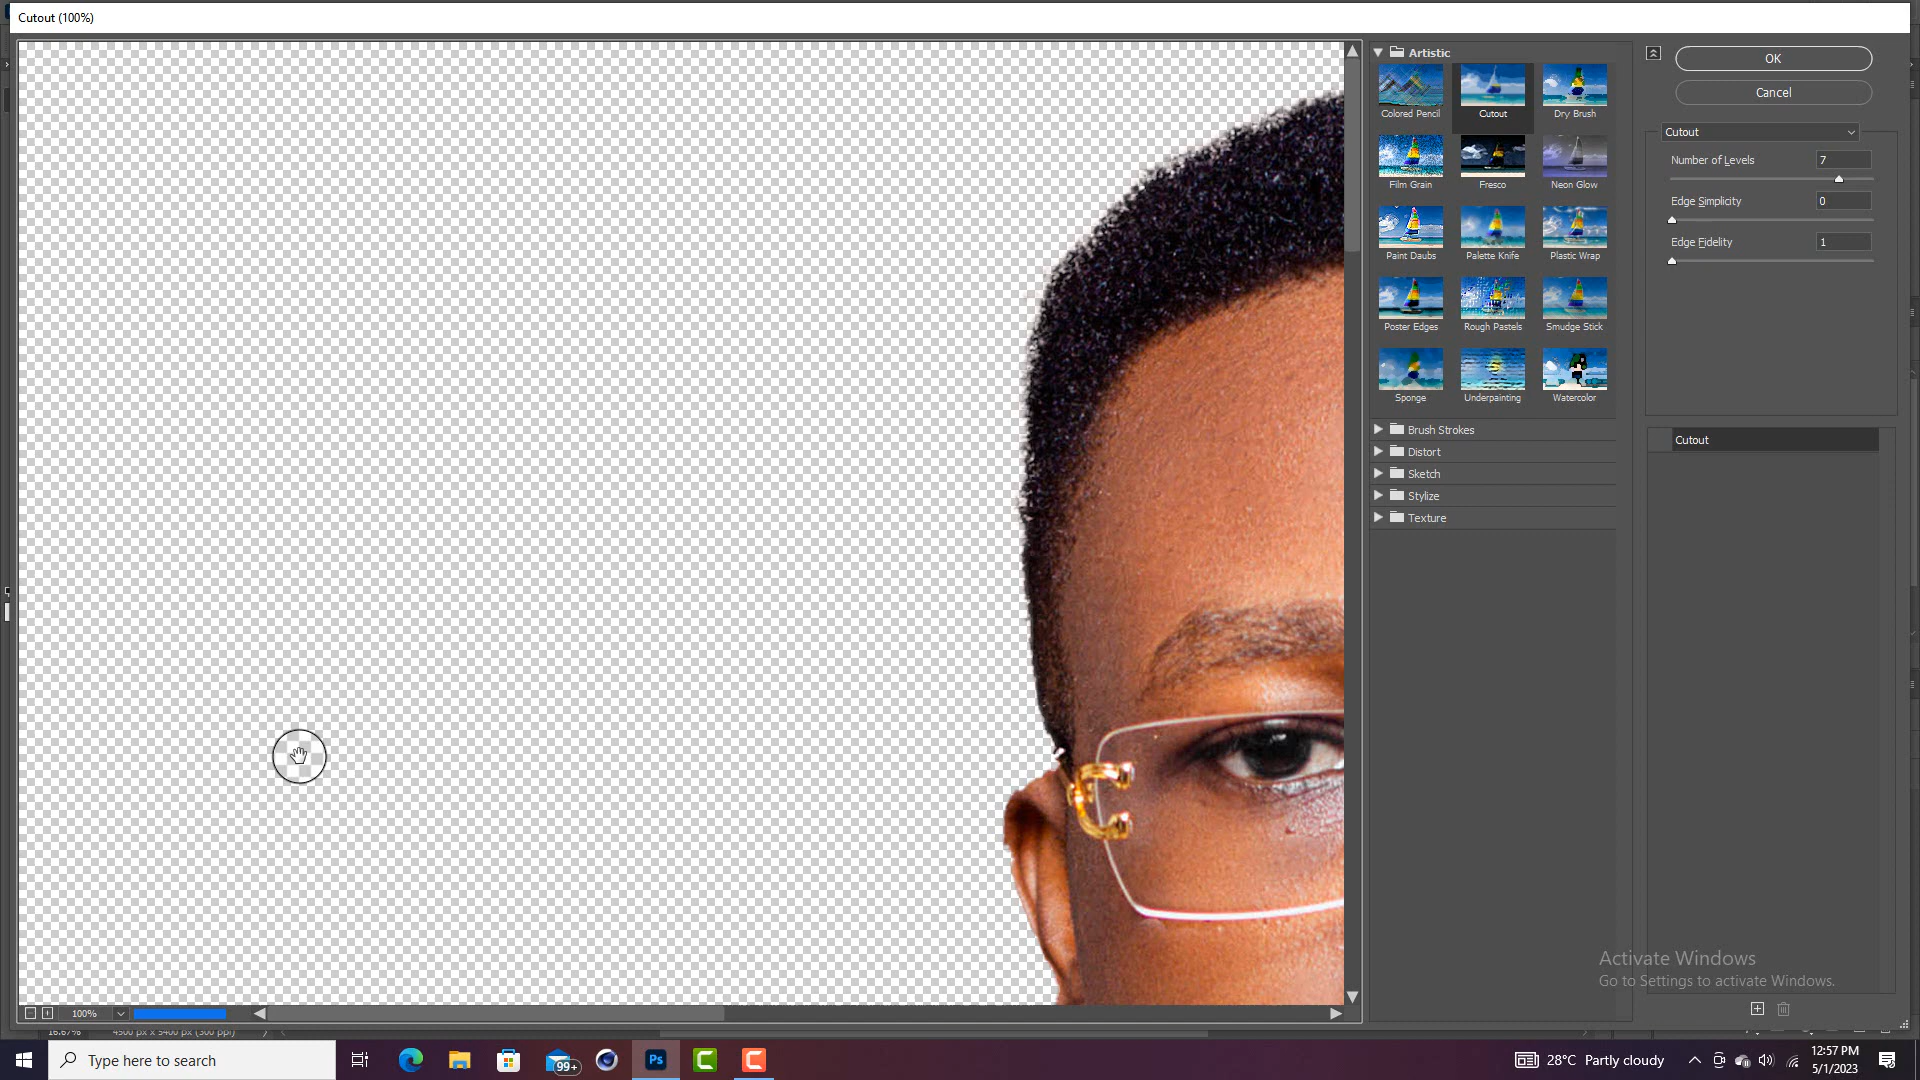 Cutout (100%)
Artistic
Colored Pencil
Cutout
Dry Brush
Film Grain
Fresco
Neon Glow
Paint Daubs
Palette Knife
Plastic Wrap
Poster Edges
Rough Pastels
Smudge Stick
Sponge
Underpainting
Watercolor
Brush Strokes
Distort
Sketch
Stylize
Texture
OK
Cancel
Cutout
Number of Levels 7
Edge Simplicity 0
Edge Fidelity 1
Cutout
Activate Windows
Go to Settings to activate Windows.
100%
16.67% 4500 px x 5400 px (300 ppi)
Type here to search
99+
Ps
28°C Partly cloudy
12:57 PM
5/1/2023